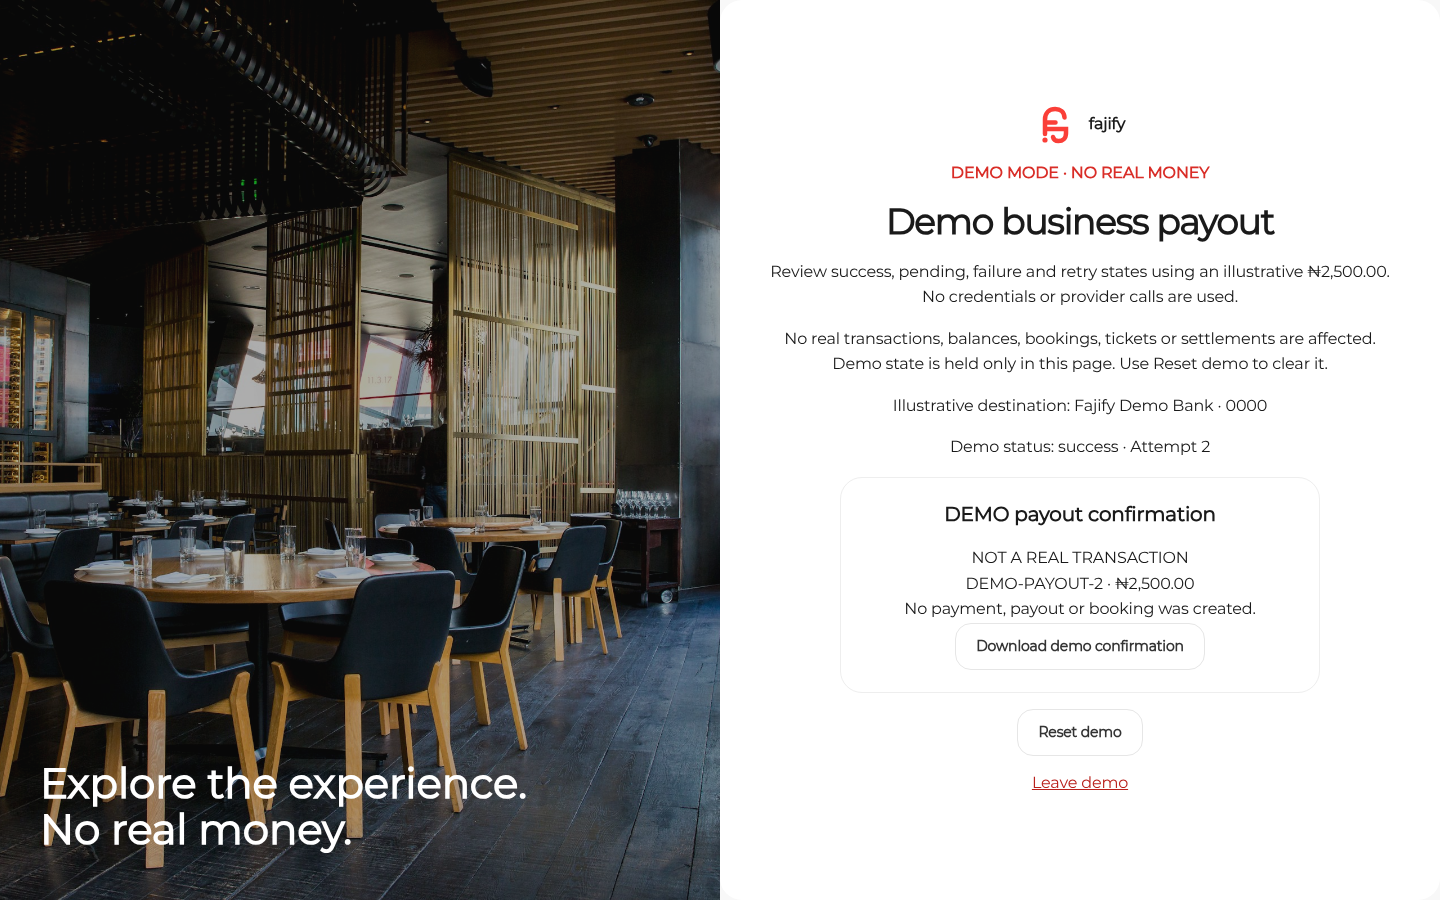 fajify
DEMO MODE · NO REAL MONEY
Demo business payout
Review success, pending, failure and retry states using an illustrative ₦2,500.00.
No credentials or provider calls are used.
No real transactions, balances, bookings, tickets or settlements are affected.
Demo state is held only in this page. Use Reset demo to clear it.
Illustrative destination: Fajify Demo Bank · 0000
Demo status: success · Attempt 2
DEMO payout confirmation
NOT A REAL TRANSACTION
DEMO-PAYOUT-2 · ₦2,500.00
No payment, payout or booking was created.
Download demo confirmation
Reset demo
Leave demo
Explore the experience.
No real money.